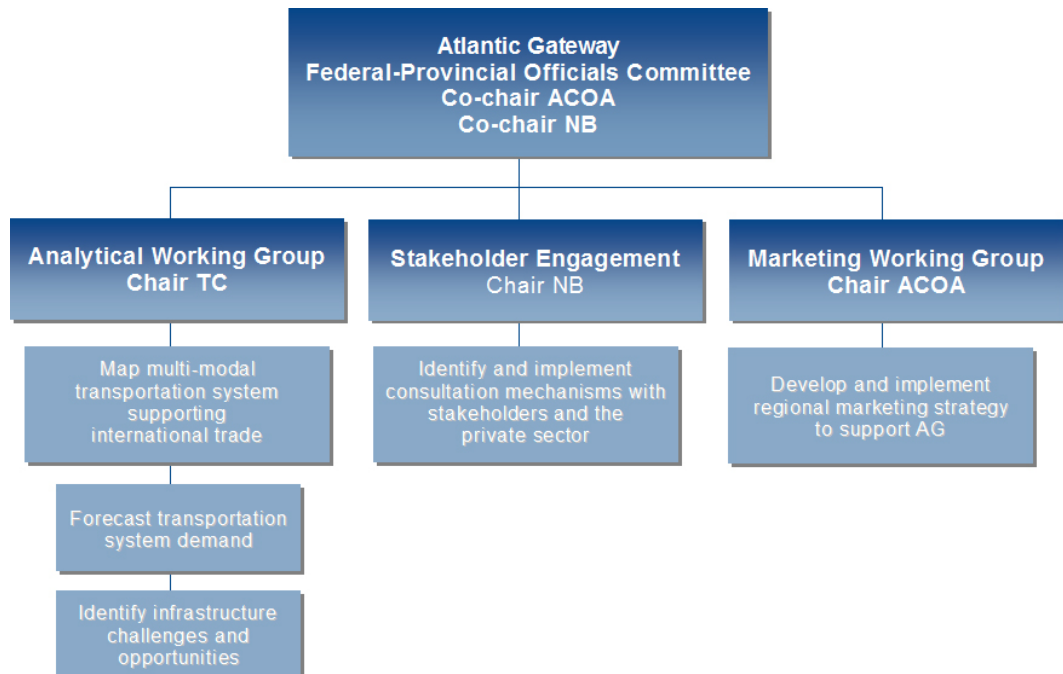 Atlantic Gateway
Federal-Provincial Officials Committee
Co-chair ACOA
Co-chair NB
Analytical Working Group
Chair TC
Stakeholder Engagement
Chair NB
Marketing Working Group
Chair ACOA
Map multi-modal
transportation system
supporting
international trade
Identify and implement
consultation mechanisms with
stakeholders and the
private sector
Develop and implement
regional marketing strategy
to support AG
Forecast transportation
system demand
Identify infrastructure
challenges and
opportunities